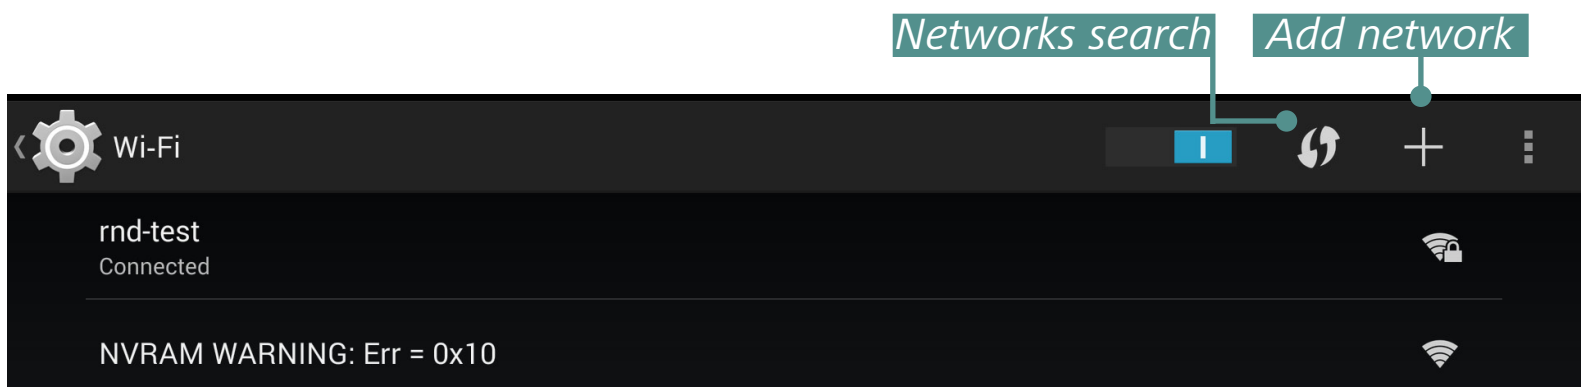 Networks search Add network
Wi-Fi
rnd-test
Connected
NVRAM WARNING: Err = 0x10